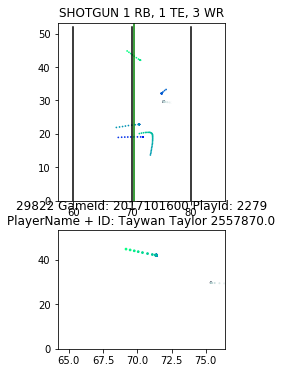 SHOTGUN 1 RB, 1 TE, 3 WR
50
40
30
20
10
0
60 70 80
29822 GameId: 2017101600 PlayId: 2279
PlayerName + ID: Taywan Taylor 2557870.0
40
20
0
65.0 67.5 70.0 72.5 75.0